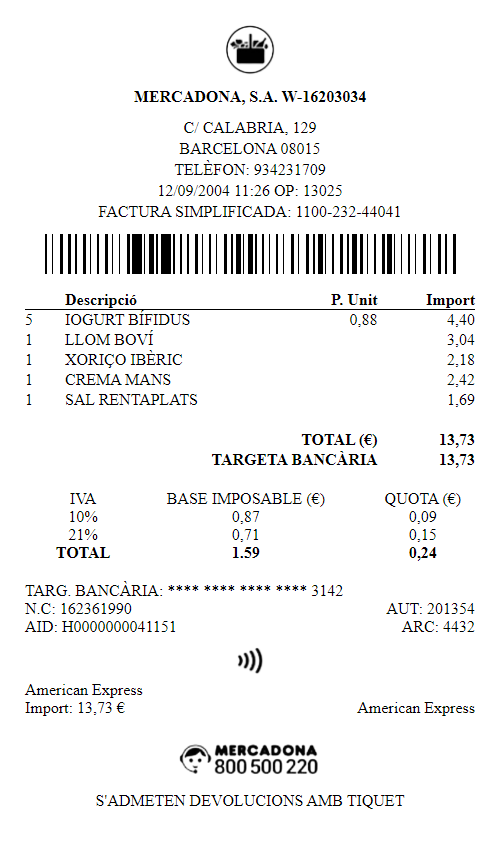 MERCADONA, S.A. W-16203034
C/ CALABRIA, 129
BARCELONA 08015
TELÈFON: 934231709
12/09/2004 11:26 OP: 13025
FACTURA SIMPLIFICADA: 1100-232-44041
Descripció P. Unit Import
5 IOGURT BÍFIDUS 0,88 4,40
1 LLOM BOVÍ 3,04
1 XORIÇO IBÈRIC 2,18
1 CREMA MANS 2,42
1 SAL RENTAPLATS 1,69
TOTAL (€) 13,73
TARGETA BANCÀRIA 13,73
IVA BASE IMPOSABLE (€) QUOTA (€)
10% 0,87 0,09
21% 0,71 0,15
TOTAL 1.59 0,24
TARG. BANCÀRIA: **** **** **** **** 3142
N.C: 162361990 AUT: 201354
AID: H0000000041151 ARC: 4432
American Express
Import: 13,73 € American Express
MERCADONA
800 500 220
S'ADMETEN DEVOLUCIONS AMB TIQUET